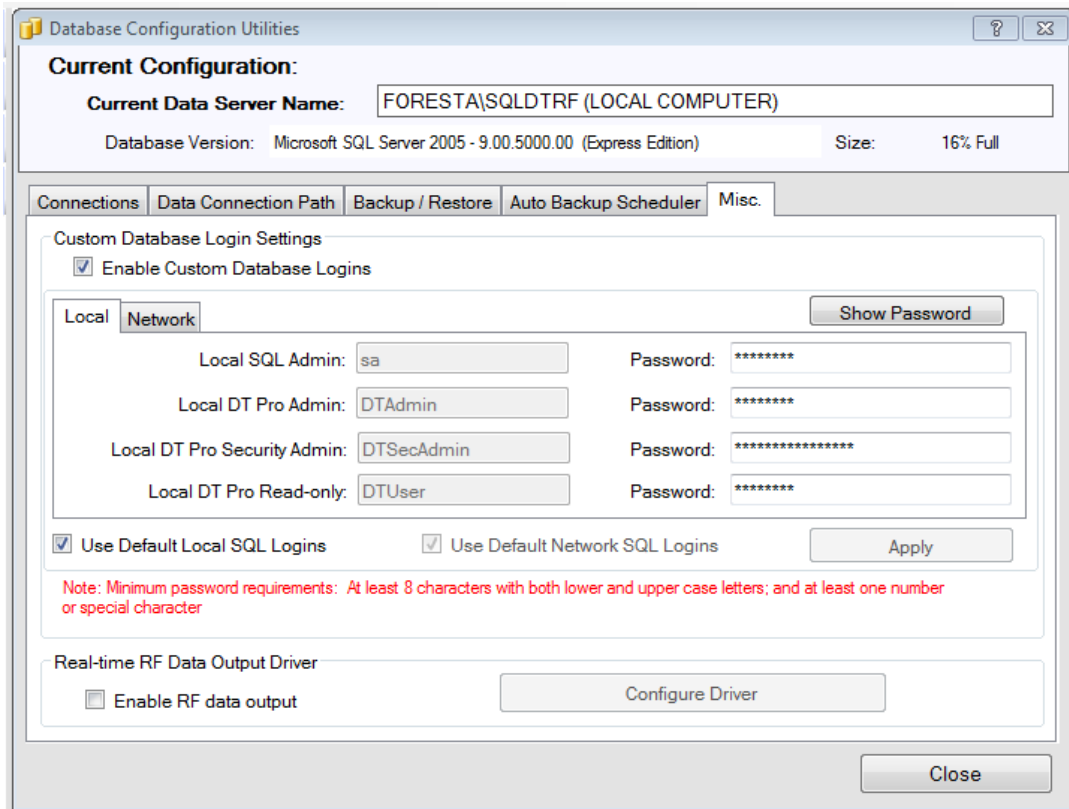 Database Configuration Utilities
Current Configuration:
Current Data Server Name: FORESTA\SQLDTRF (LOCAL COMPUTER)
Database Version: Microsoft SQL Server 2005 - 9.00.5000.00 (Express Edition) Size: 16% Full
Connections Data Connection Path Backup / Restore Auto Backup Scheduler Misc.
Custom Database Login Settings
Enable Custom Database Logins
Local Network Show Password
Local SQL Admin: sa Password: ********
Local DT Pro Admin: DTAdmin Password: ********
Local DT Pro Security Admin: DTSecAdmin Password: ****************
Local DT Pro Read-only: DTUser Password: ********
Use Default Local SQL Logins Use Default Network SQL Logins Apply
Note: Minimum password requirements: At least 8 characters with both lower and upper case letters; and at least one number
or special character
Real-time RF Data Output Driver
Enable RF data output Configure Driver
Close